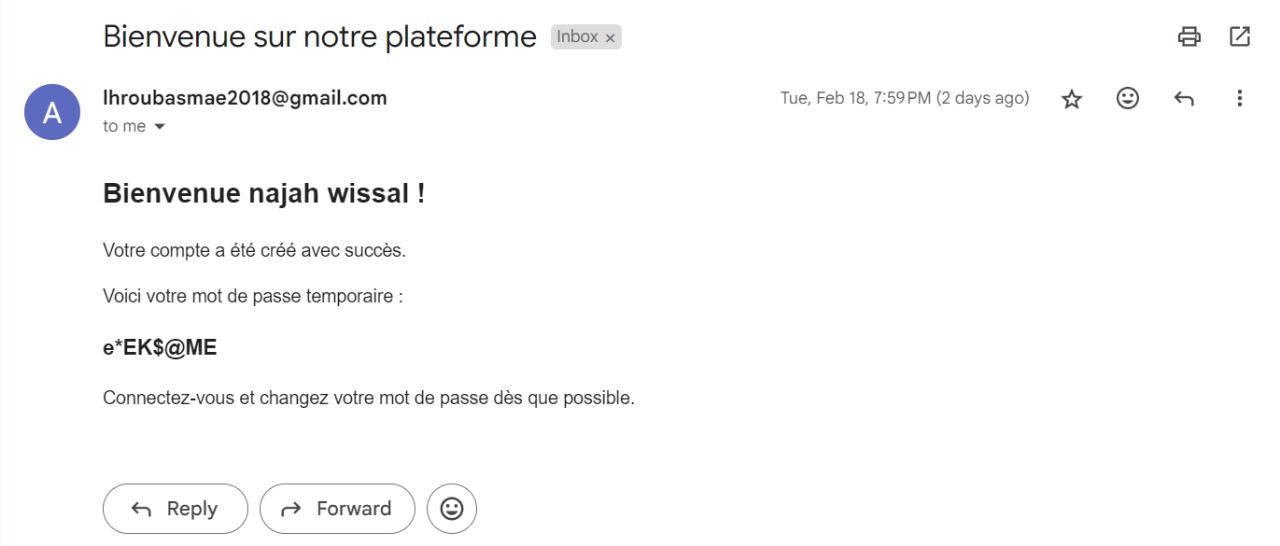 Bienvenue sur notre plateforme Inbox ×
A
lhroubasmae2018@gmail.com Tue, Feb 18, 7:59 PM (2 days ago)
to me
Bienvenue najah wissal !
Votre compte a été créé avec succès.
Voici votre mot de passe temporaire :
e*EK$@ME
Connectez-vous et changez votre mot de passe dès que possible.
Reply Forward